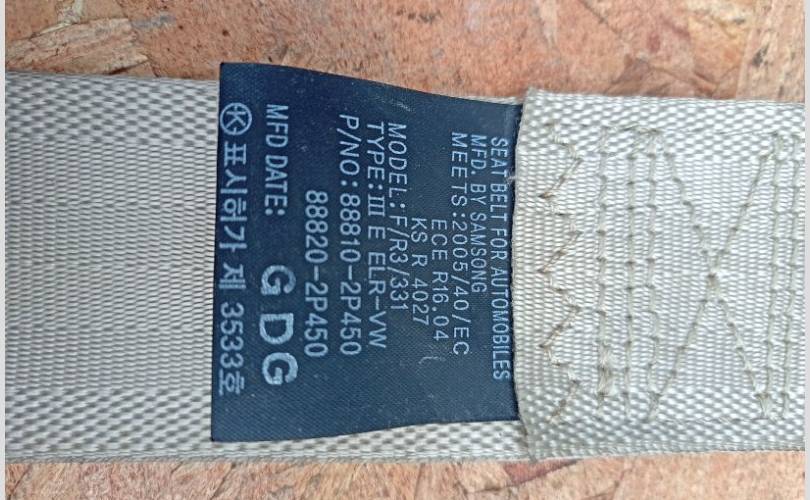 SEAT BELT FOR AUTOMOBILES
MFD. BY SAMSONG
MEETS:2005/40/EC
ECE R16.04
KS R 4027
MODEL:F/R3/331
TYPE:Ⅲ E ELR-VW
P/NO:88810-2P450
88820-2P450
MFD DATE: GDG
㉿ 표시허가 제 3533호